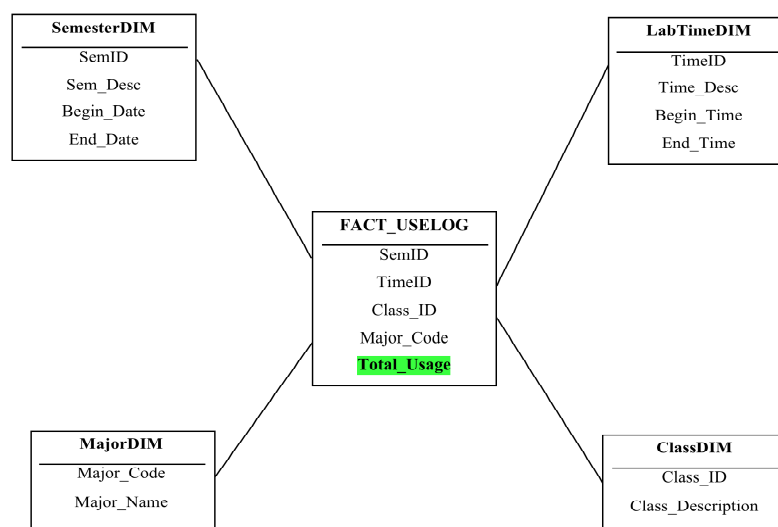 SemesterDIM
SemID
Sem_Desc
Begin_Date
End_Date
LabTimeDIM
TimeID
Time_Desc
Begin_Time
End_Time
FACT_USELOG
SemID
TimeID
Class_ID
Major_Code
Total_Usage
MajorDIM
Major_Code
Major_Name
ClassDIM
Class_ID
Class_Description